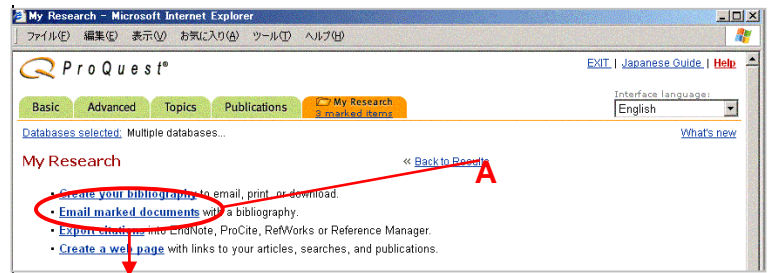 My Research - Microsoft Internet Explorer
ファイル(F) 編集(E) 表示(V) お気に入り(A) ツール(T) ヘルプ(H)
ProQuest®
EXIT | Japanese Guide | Help
Interface language:
English
Basic Advanced Topics Publications My Research
3 marked items
Databases selected: Multiple databases...
What's new
My Research
« Back to Results
A
• Create your bibliography to email, print, or download.
• Email marked documents with a bibliography.
• Export citations into EndNote, ProCite, RefWorks or Reference Manager.
• Create a web page with links to your articles, searches, and publications.